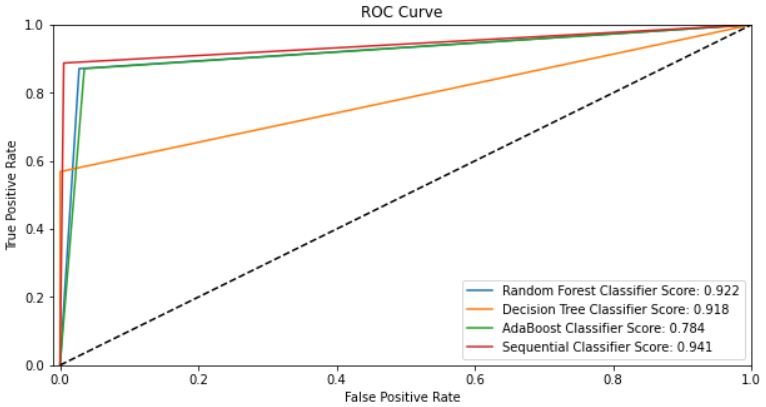 ROC Curve
1.0
0.8
0.6
0.4
0.2
0.0
True Positive Rate
Random Forest Classifier Score: 0.922
Decision Tree Classifier Score: 0.918
AdaBoost Classifier Score: 0.784
Sequential Classifier Score: 0.941
0.0 0.2 0.4 0.6 0.8 1.0
False Positive Rate